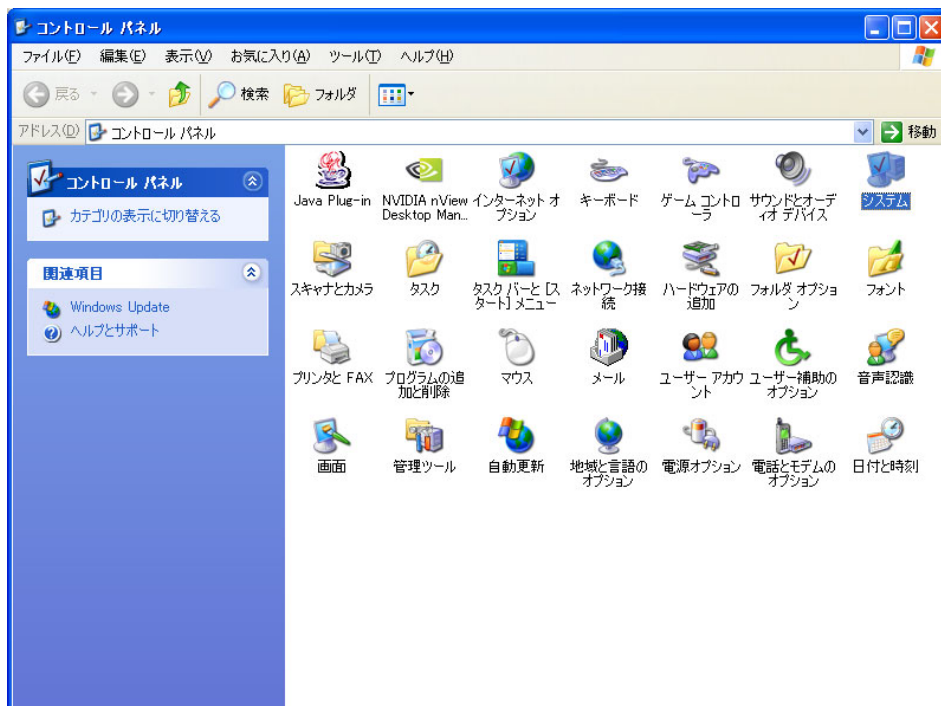 コントロール パネル
ファイル(F) 編集(E) 表示(V) お気に入り(A) ツール(T) ヘルプ(H)
戻る 検索 フォルダ
アドレス(D) コントロール パネル 移動
コントロール パネル
カテゴリの表示に切り替える
関連項目
Windows Update
ヘルプとサポート
Java Plug-in
NVIDIA nView
Desktop Man...
インターネット オ
プション
キーボード
ゲーム コントロ
ーラ
サウンドとオーデ
ィオ デバイス
システム
スキャナとカメラ
タスク
タスク バーと [ス
タート] メニュー
ネットワーク接
続
ハードウェアの
追加
フォルダ オプショ
ン
フォント
プリンタと FAX
プログラムの追
加と削除
マウス
メール
ユーザー アカウ
ント
ユーザー補助の
オプション
音声認識
画面
管理ツール
自動更新
地域と言語の
オプション
電源オプション
電話とモデムの
オプション
日付と時刻